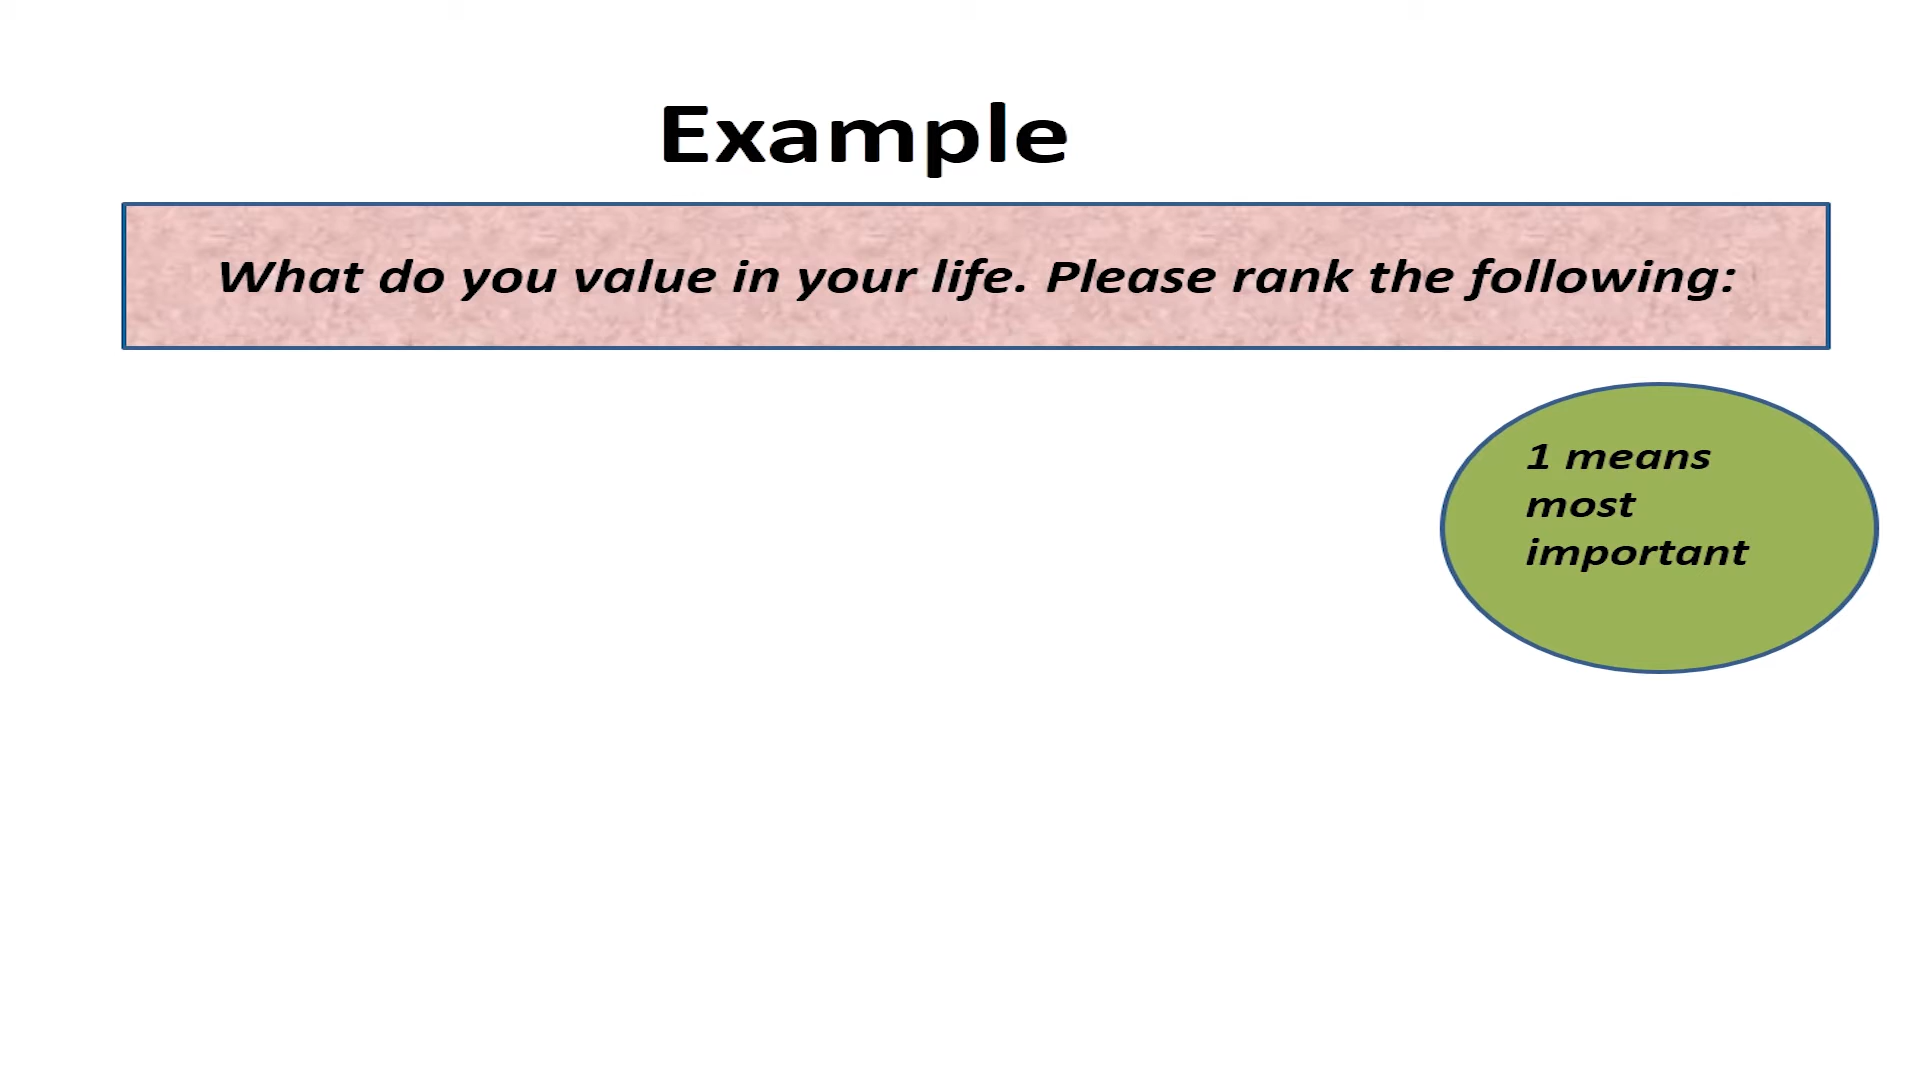 Example
What do you value in your life. Please rank the following:
1 means
most
important